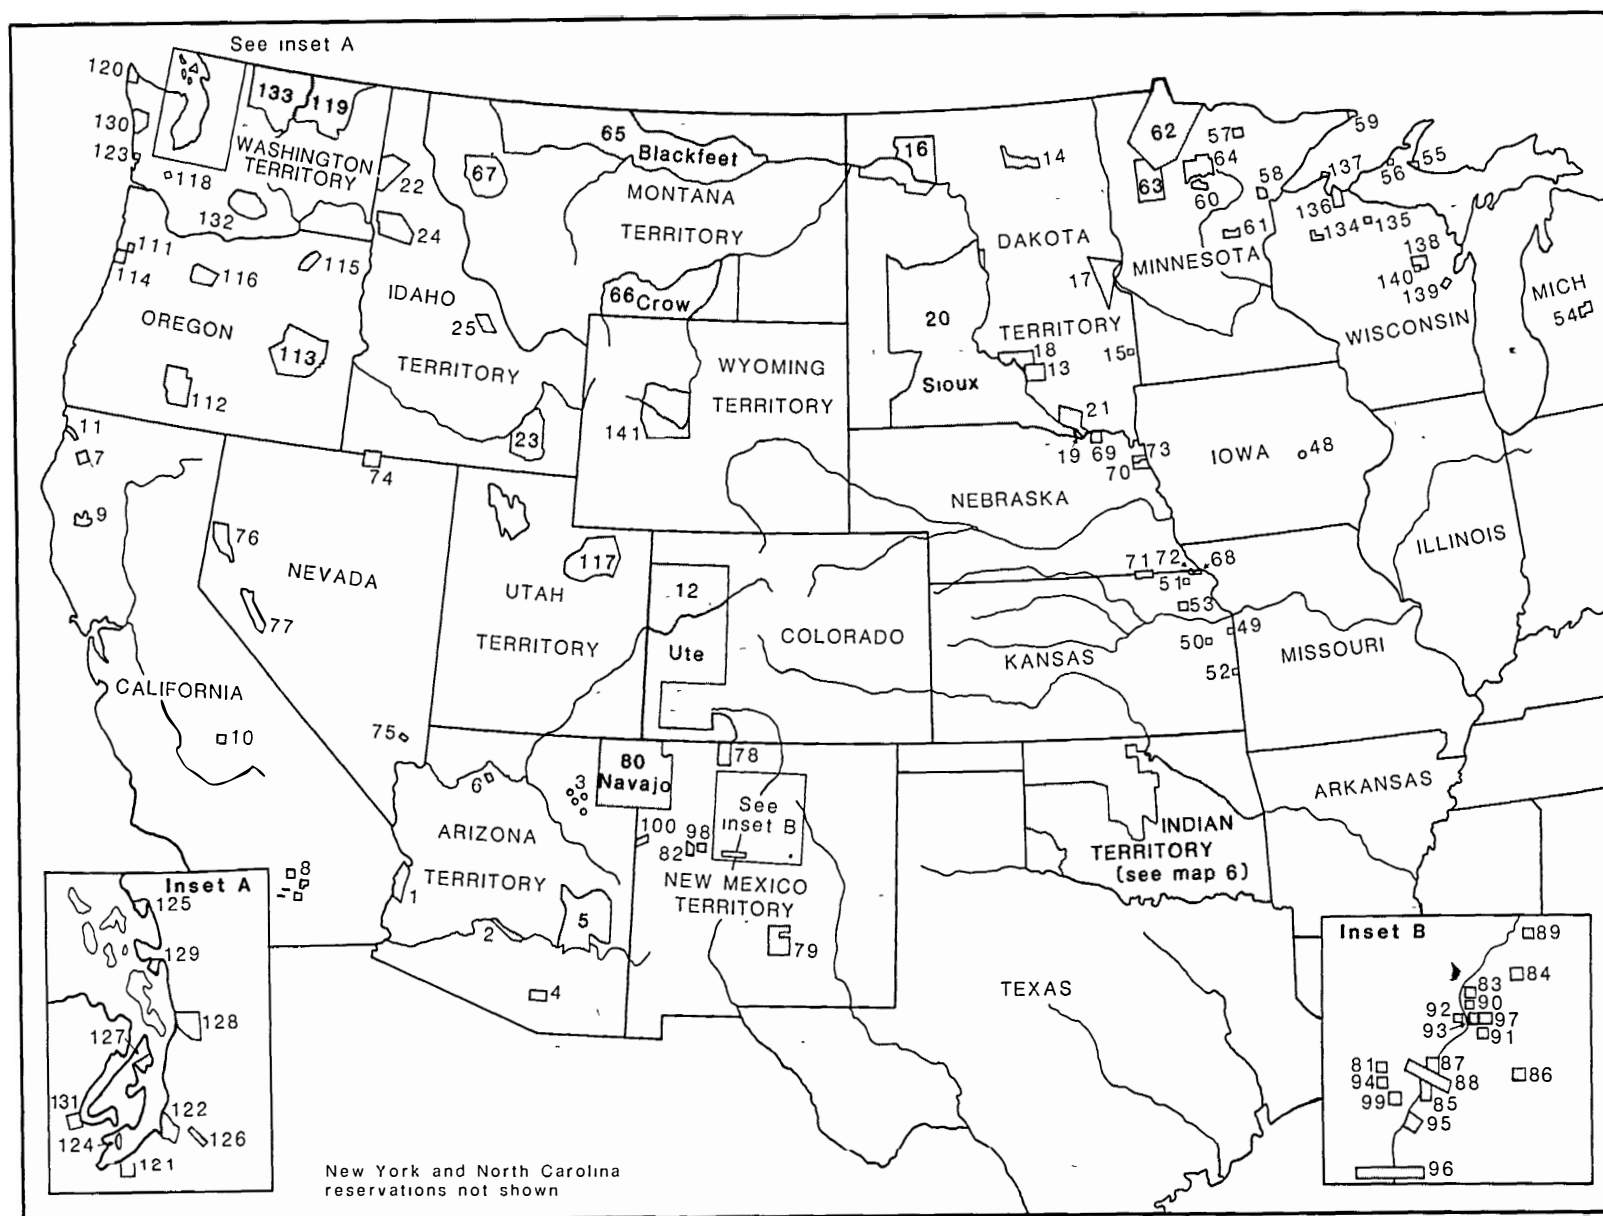 See inset A
120
133
119
130
WASHINGTON
TERRITORY
123
118
132
22
24
67
65
Blackfeet
MONTANA
TERRITORY
16
14
62
57
59
64
63
60
58
61
137
56
55
136
134
135
138
140
139
MICH
54
WISCONSIN
111
114
116
115
OREGON
113
112
IDAHO
25
TERRITORY
23
66 Crow
WYOMING
TERRITORY
141
DAKOTA
17
TERRITORY
20
Sioux
18
13
15
21
19
69
73
70
MINNESOTA
IOWA
48
11
7
9
74
76
NEVADA
77
UTAH
117
TERRITORY
12
Ute
COLORADO
NEBRASKA
71
72
68
51
53
49
50
KANSAS
52
MISSOURI
ILLINOIS
CALIFORNIA
10
75
6
3
80
Navajo
78
See
inset B
100
98
82
ARIZONA
TERRITORY
1
8
5
2
4
NEW MEXICO
TERRITORY
79
INDIAN
TERRITORY
(see map 6)
ARKANSAS
TEXAS
Inset A
125
129
128
127
131
122
124
126
121
New York and North Carolina
reservations not shown
Inset B
89
84
83
90
92
97
93
91
81
87
94
88
86
99
85
95
96